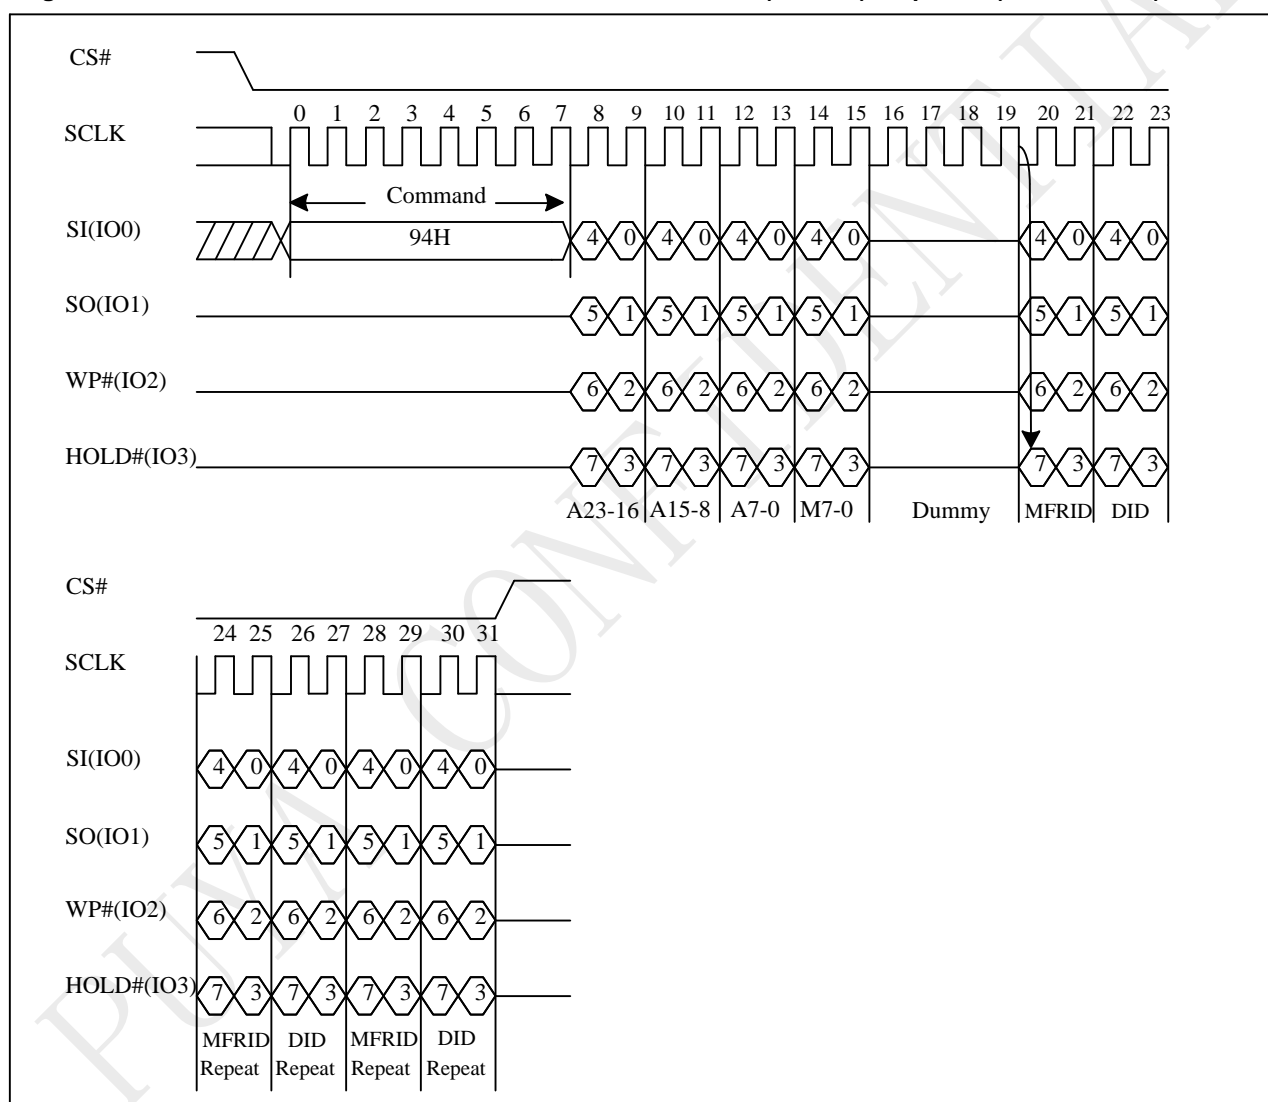 CS#
0 1 2 3 4 5 6 7 8 9 10 11 12 13 14 15 16 17 18 19 20 21 22 23
SCLK
Command
SI(IO0) 94H 4 0 4 0 4 0 4 0 4 0 4 0
SO(IO1) 5 1 5 1 5 1 5 1 5 1 5 1
WP#(IO2) 6 2 6 2 6 2 6 2 6 2 6 2
HOLD#(IO3) 7 3 7 3 7 3 7 3 7 3 7 3
A23-16 A15-8 A7-0 M7-0 Dummy MFRID DID
CS#
24 25 26 27 28 29 30 31
SCLK
SI(IO0) 4 0 4 0 4 0 4 0
SO(IO1) 5 1 5 1 5 1 5 1
WP#(IO2) 6 2 6 2 6 2 6 2
HOLD#(IO3) 7 3 7 3 7 3 7 3
MFRID DID MFRID DID
Repeat Repeat Repeat Repeat
PUYA CONFIDENTIAL